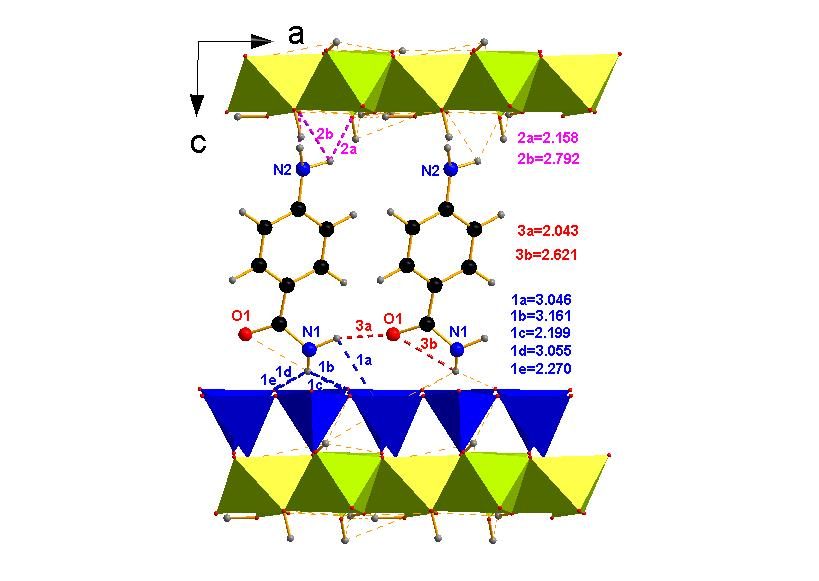 a
c
2b
2a
2a=2.158
2b=2.792
N2
N2
3a=2.043
3b=2.621
1a=3.046
1b=3.161
1c=2.199
1d=3.055
1e=2.270
O1
N1
3a
O1
N1
3b
1a
1b
1d
1e
1c